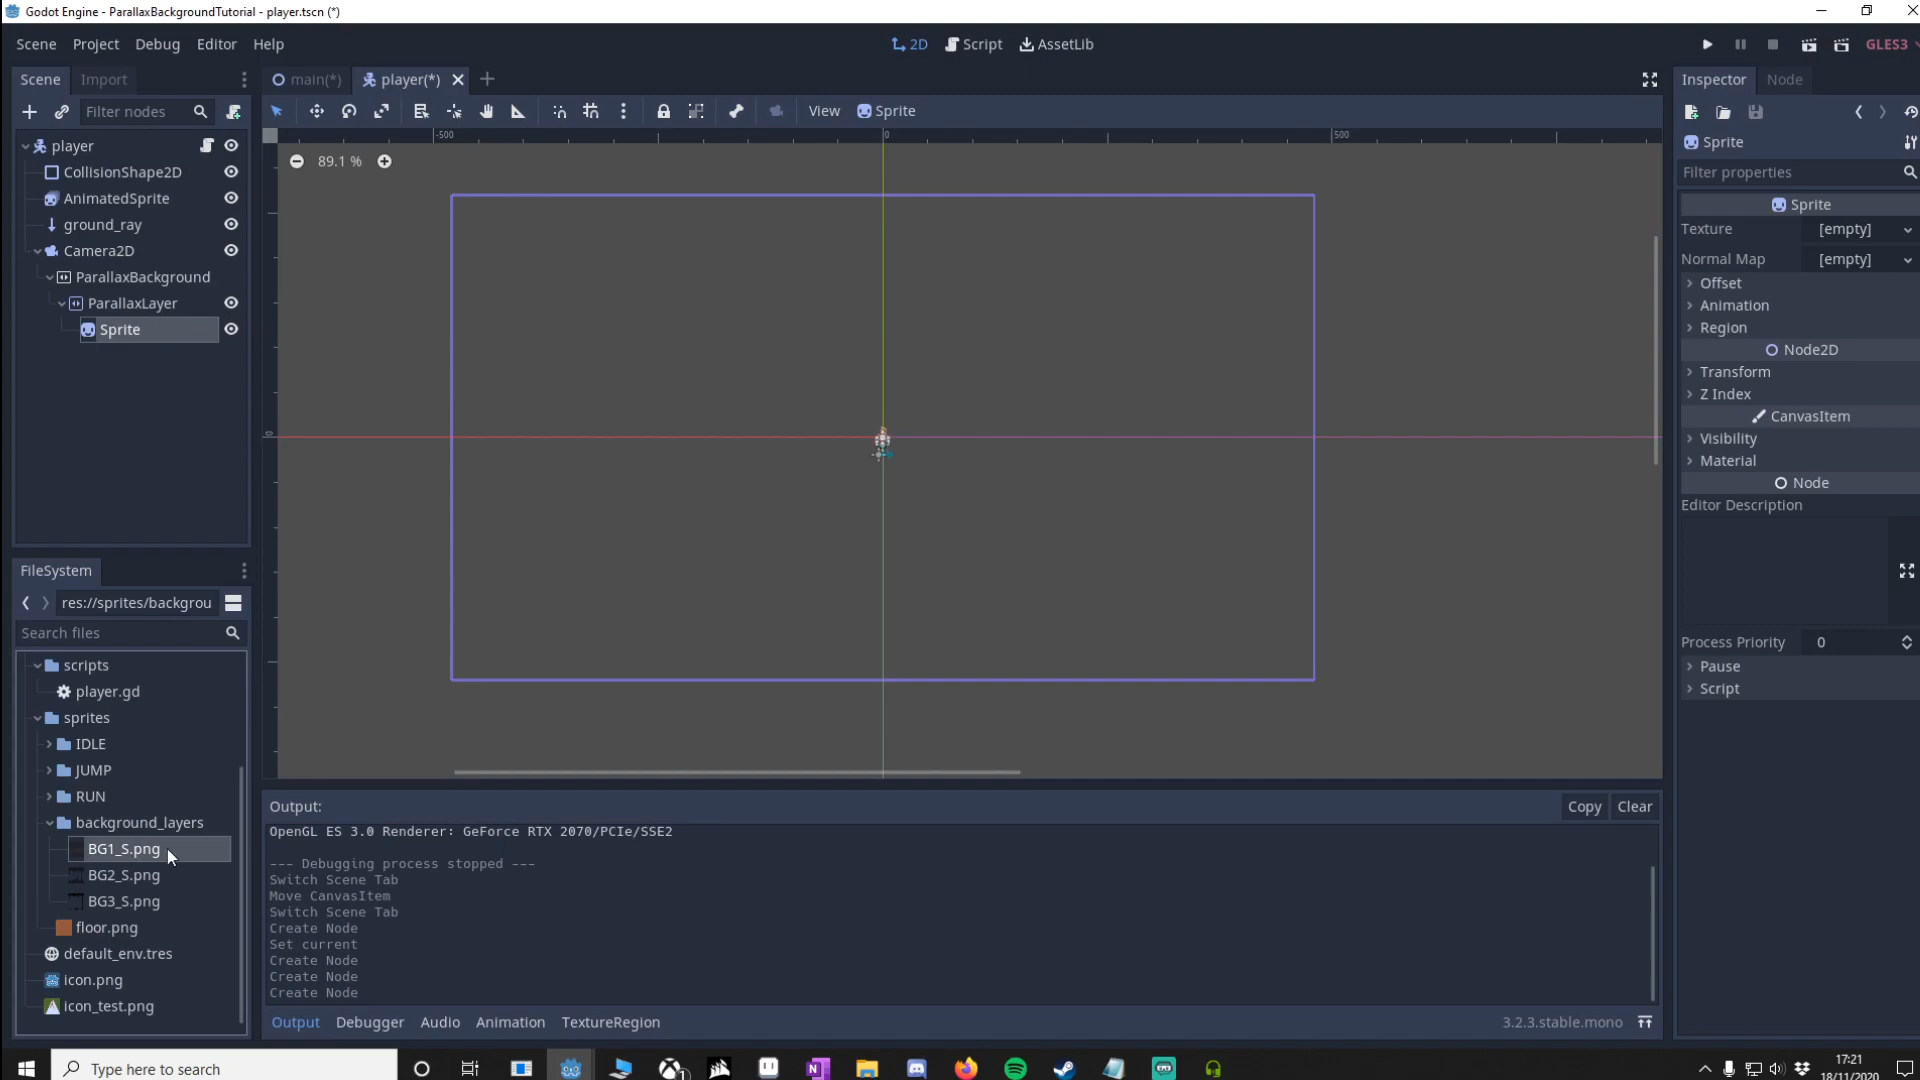 Godot Engine - ParallaxBackgroundTutorial - player.tscn (*)
Scene Project Debug Editor Help
2D Script AssetLib
GLES3
Scene Import
main(*) player(*)
Inspector Node
Filter nodes
View Sprite
player
CollisionShape2D
AnimatedSprite
ground_ray
Camera2D
ParallaxBackground
ParallaxLayer
Sprite
-500 0 500
89.1 %
0
Sprite
Filter properties
Sprite
Texture [empty]
Normal Map [empty]
Offset
Animation
Region
Node2D
Transform
Z Index
CanvasItem
Visibility
Material
Node
Editor Description
Process Priority 0
Pause
Script
FileSystem
res://sprites/backgrou
Search files
scripts
player.gd
sprites
IDLE
JUMP
RUN
background_layers
BG1_S.png
BG2_S.png
BG3_S.png
floor.png
default_env.tres
icon.png
icon_test.png
Output:
Copy Clear
OpenGL ES 3.0 Renderer: GeForce RTX 2070/PCIe/SSE2
--- Debugging process stopped ---
Switch Scene Tab
Move CanvasItem
Switch Scene Tab
Create Node
Set current
Create Node
Create Node
Create Node
Output Debugger Audio Animation TextureRegion
3.2.3.stable.mono
Type here to search
17:21
18/11/2020